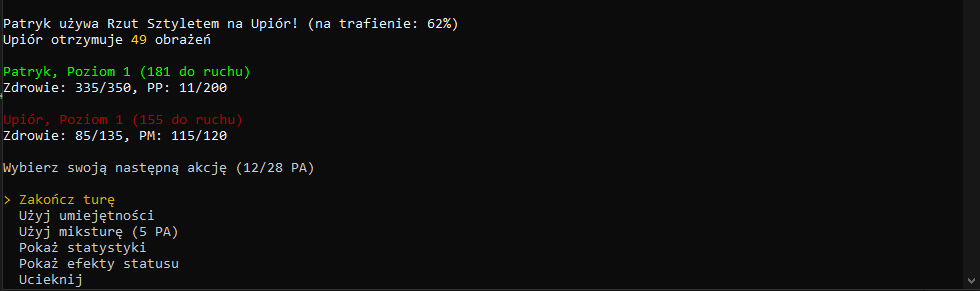 Patryk używa Rzut Sztyletem na Upiór! (na trafienie: 62%)
Upiór otrzymuje 49 obrażeń
Patryk, Poziom 1 (181 do ruchu)
Zdrowie: 335/350, PP: 11/200
Upiór, Poziom 1 (155 do ruchu)
Zdrowie: 85/135, PM: 115/120
Wybierz swoją następną akcję (12/28 PA)
> Zakończ turę
Użyj umiejętności
Użyj miksturę (5 PA)
Pokaż statystyki
Pokaż efekty statusu
Ucieknij